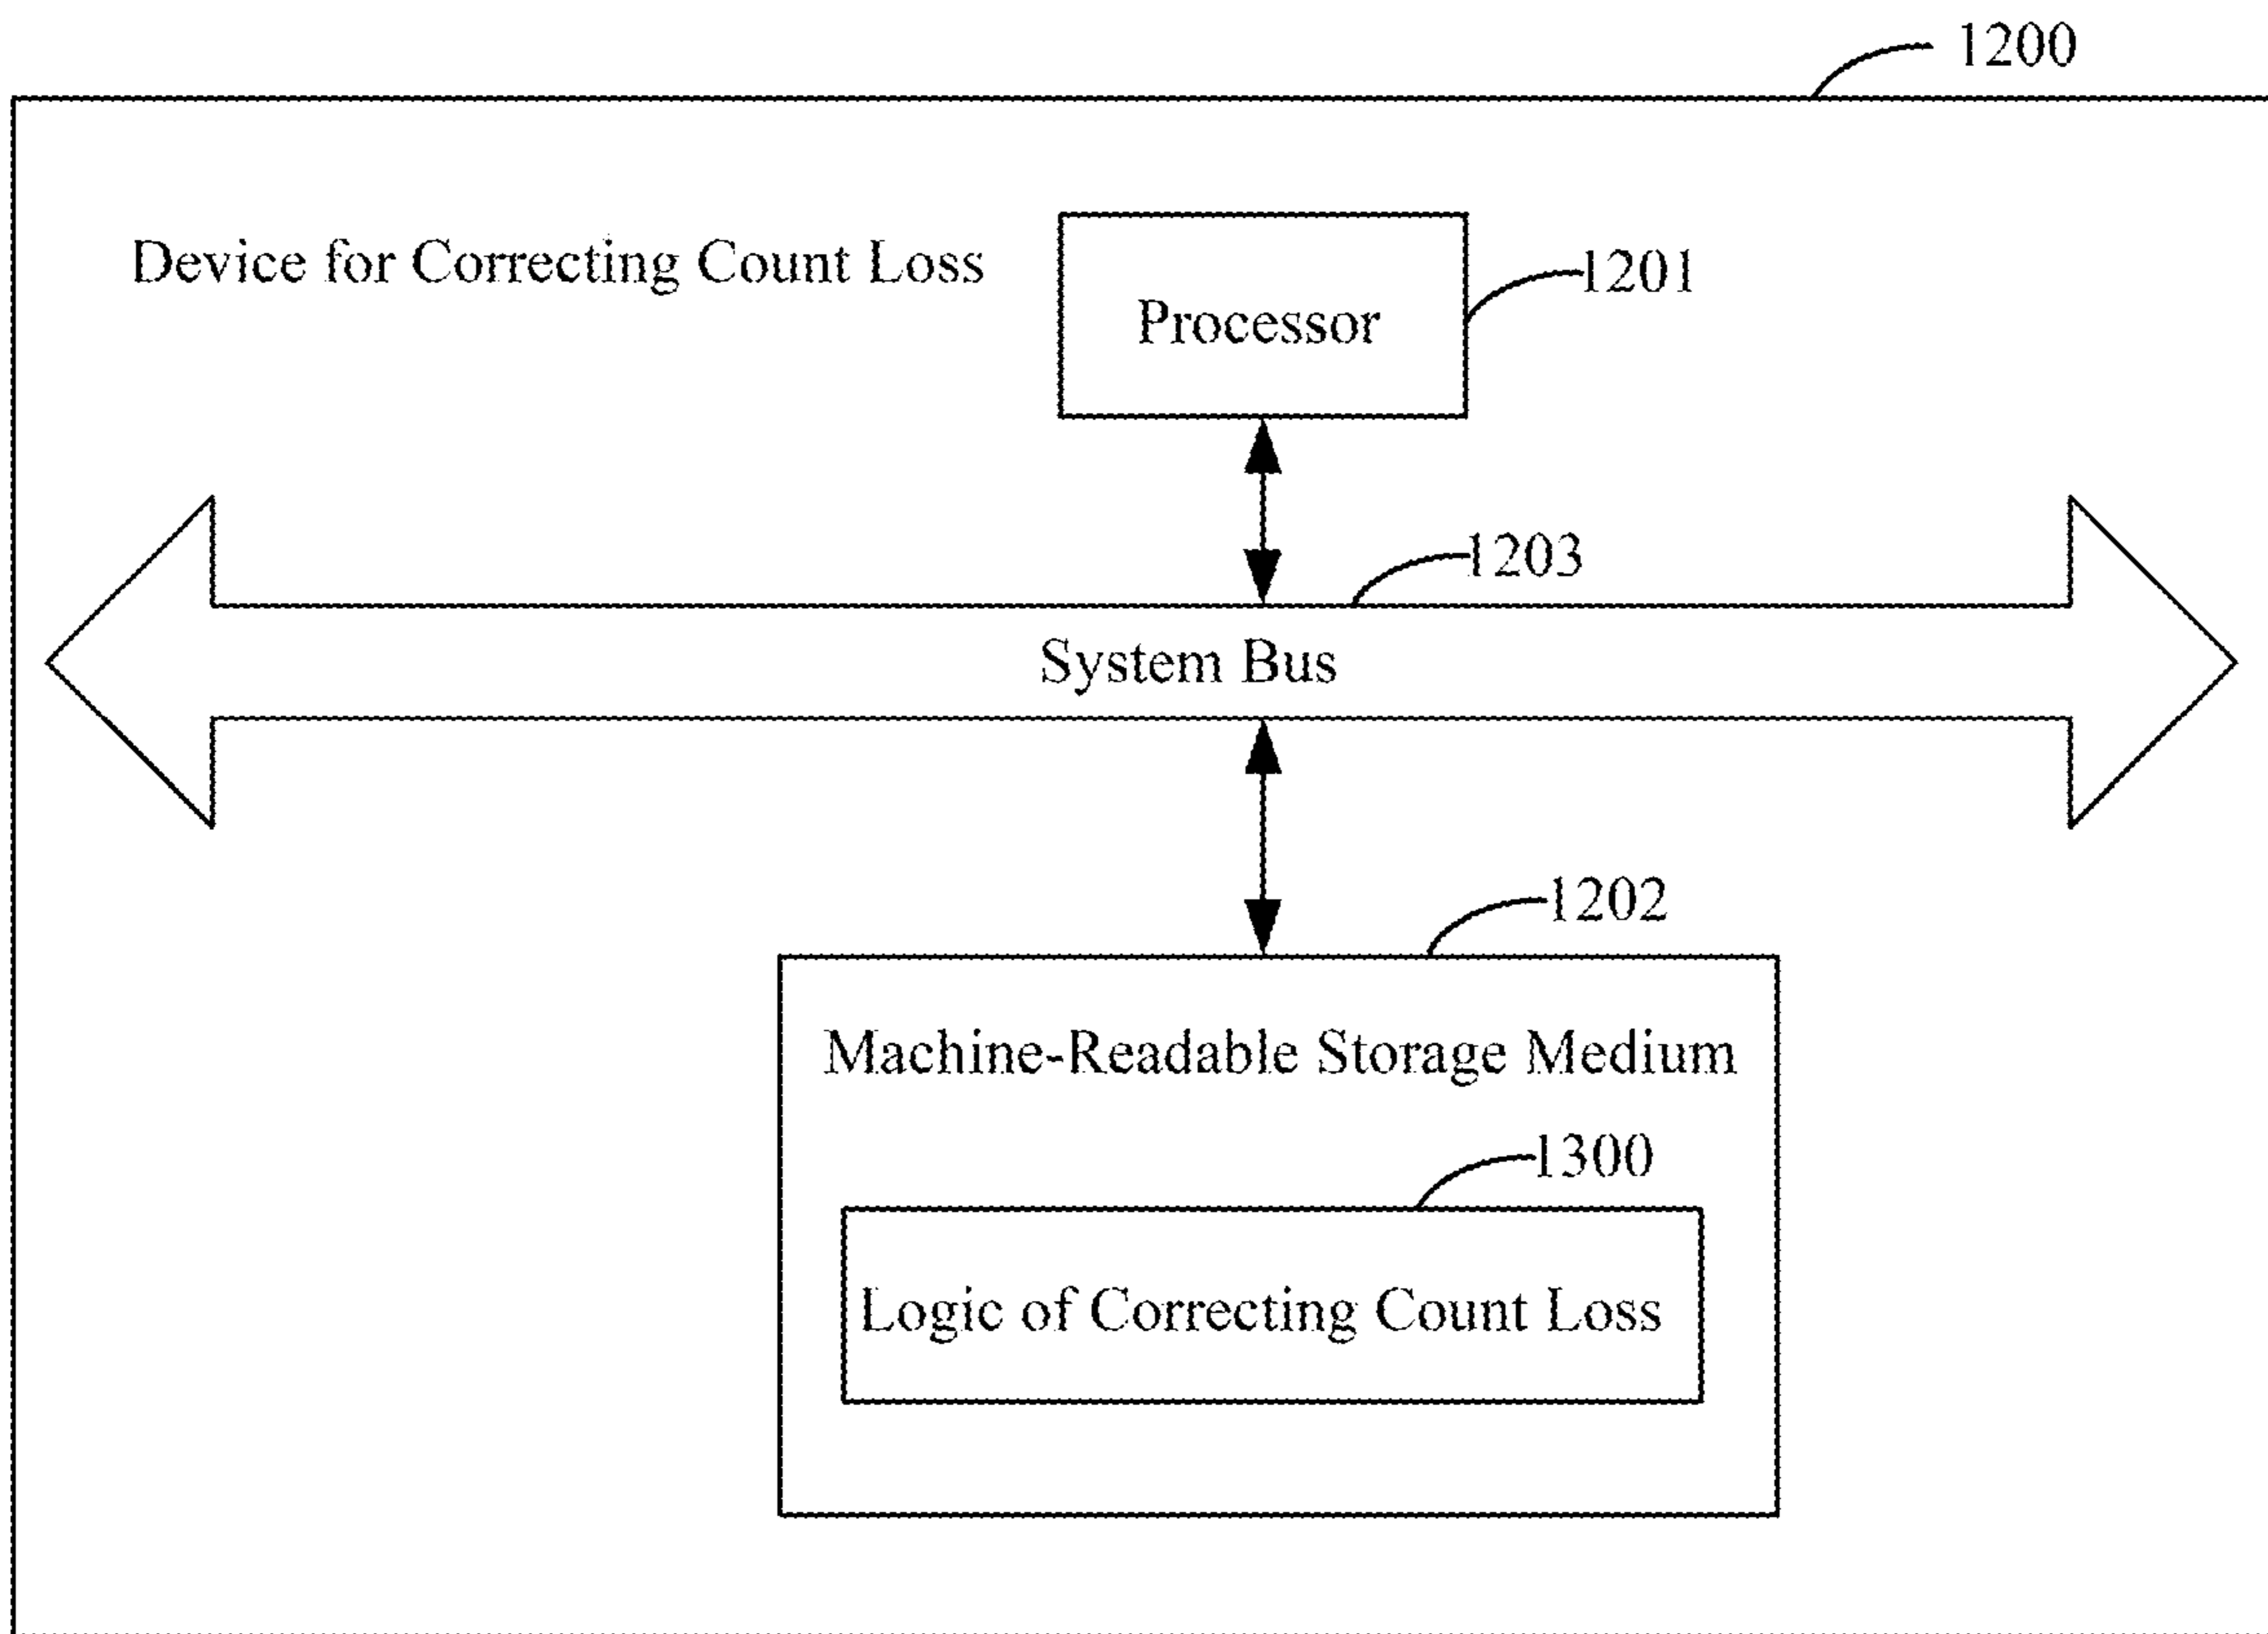 1200
Device for Correcting Count Loss
Processor
1201
1203
System Bus
1202
Machine-Readable Storage Medium
1300
Logic of Correcting Count Loss